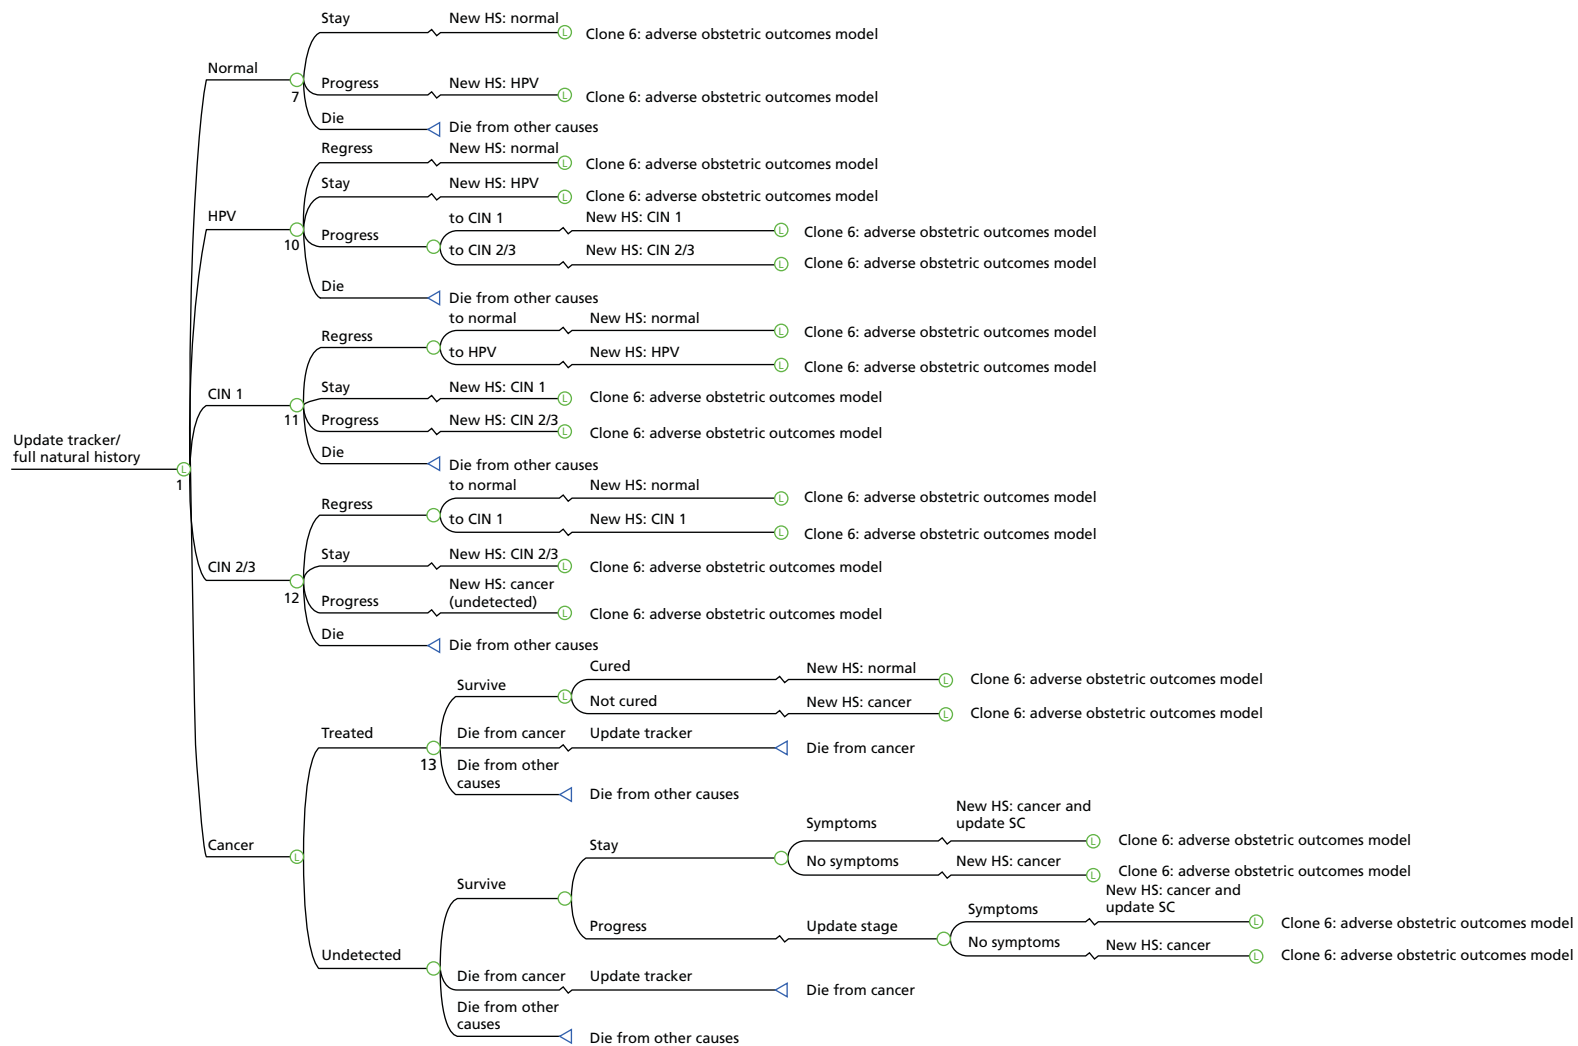 Stay
New HS: normal
Clone 6: adverse obstetric outcomes model
Normal
7
Progress
New HS: HPV
Clone 6: adverse obstetric outcomes model
Die
Die from other causes
Regress
New HS: normal
Clone 6: adverse obstetric outcomes model
Stay
New HS: HPV
Clone 6: adverse obstetric outcomes model
HPV
10
Progress
to CIN 1
New HS: CIN 1
Clone 6: adverse obstetric outcomes model
to CIN 2/3
New HS: CIN 2/3
Clone 6: adverse obstetric outcomes model
Die
Die from other causes
Regress
to normal
New HS: normal
Clone 6: adverse obstetric outcomes model
to HPV
New HS: HPV
Clone 6: adverse obstetric outcomes model
CIN 1
11
Stay
New HS: CIN 1
Clone 6: adverse obstetric outcomes model
Progress
New HS: CIN 2/3
Clone 6: adverse obstetric outcomes model
Die
Die from other causes
Update tracker/
full natural history
L
1
Regress
to normal
New HS: normal
Clone 6: adverse obstetric outcomes model
to CIN 1
New HS: CIN 1
Clone 6: adverse obstetric outcomes model
CIN 2/3
12
Stay
New HS: CIN 2/3
Clone 6: adverse obstetric outcomes model
Progress
New HS: cancer
(undetected)
Clone 6: adverse obstetric outcomes model
Die
Die from other causes
Survive
Cured
New HS: normal
Clone 6: adverse obstetric outcomes model
Not cured
New HS: cancer
Clone 6: adverse obstetric outcomes model
Treated
13
Die from cancer
Update tracker
Die from cancer
Die from other
causes
Die from other causes
Cancer
Stay
Symptoms
New HS: cancer and
update SC
Clone 6: adverse obstetric outcomes model
No symptoms
New HS: cancer
Clone 6: adverse obstetric outcomes model
Survive
Progress
Update stage
Symptoms
New HS: cancer and
update SC
Clone 6: adverse obstetric outcomes model
No symptoms
New HS: cancer
Clone 6: adverse obstetric outcomes model
Undetected
Die from cancer
Update tracker
Die from cancer
Die from other
causes
Die from other causes